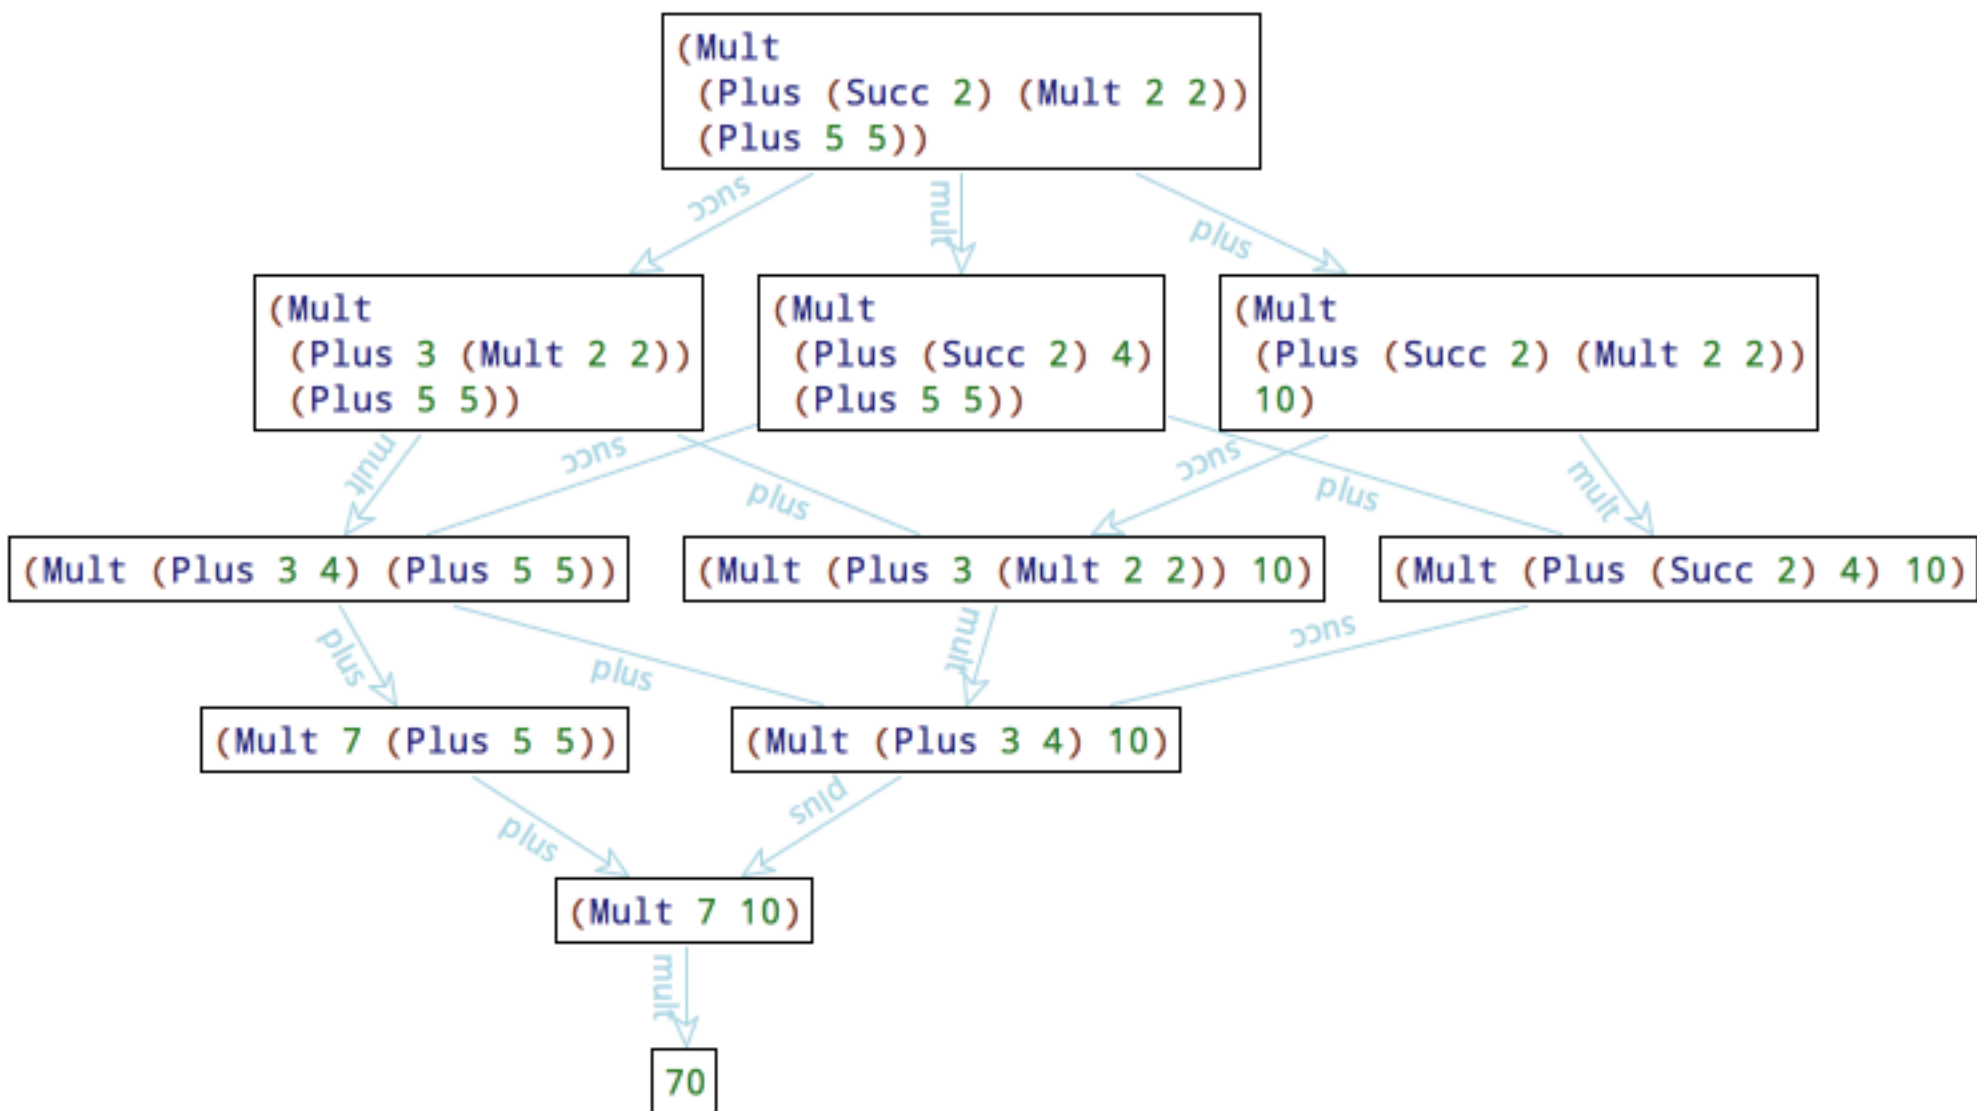 (Mult
(Plus (Succ 2) (Mult 2 2))
(Plus 5 5))
succ
mult
plus
(Mult
(Plus 3 (Mult 2 2))
(Plus 5 5))
(Mult
(Plus (Succ 2) 4)
(Plus 5 5))
(Mult
(Plus (Succ 2) (Mult 2 2))
10)
mult
succ
plus
succ
plus
mult
(Mult (Plus 3 4) (Plus 5 5))
(Mult (Plus 3 (Mult 2 2)) 10)
(Mult (Plus (Succ 2) 4) 10)
plus
plus
mult
succ
(Mult 7 (Plus 5 5))
(Mult (Plus 3 4) 10)
plus
plus
(Mult 7 10)
mult
70